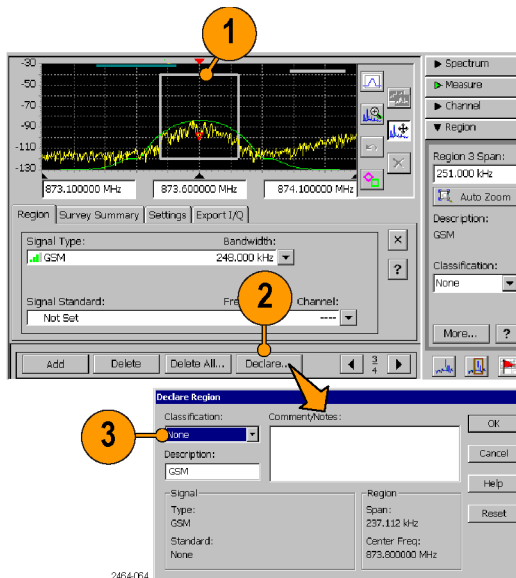 1
-30
-50
-70
-90
-110
-130
873.100000 MHz
873.600000 MHz
874.100000 MHz
Spectrum
Measure
Channel
Region
Region 3 Span:
251.000 kHz
Auto Zoom
Description:
GSM
Classification:
None
More...
?
Region
Survey Summary
Settings
Export I/Q
Signal Type:
Bandwidth:
GSM
248.000 kHz
×
?
Signal Standard:
Channel:
Not Set
----
2
Add
Delete
Delete All...
Declare...
3
4
Declare Region
Classification:
Comment/Notes:
None
3
Description:
GSM
OK
Cancel
Help
Reset
Signal
Type:
GSM
Standard:
None
Region
Span:
237.112 kHz
Center Freq:
873.800000 MHz
2464-064